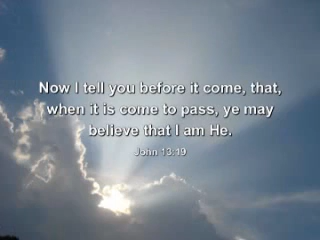 Now I tell you before it come, that,
when it is come to pass, ye may
believe that I am He.
John 13:19